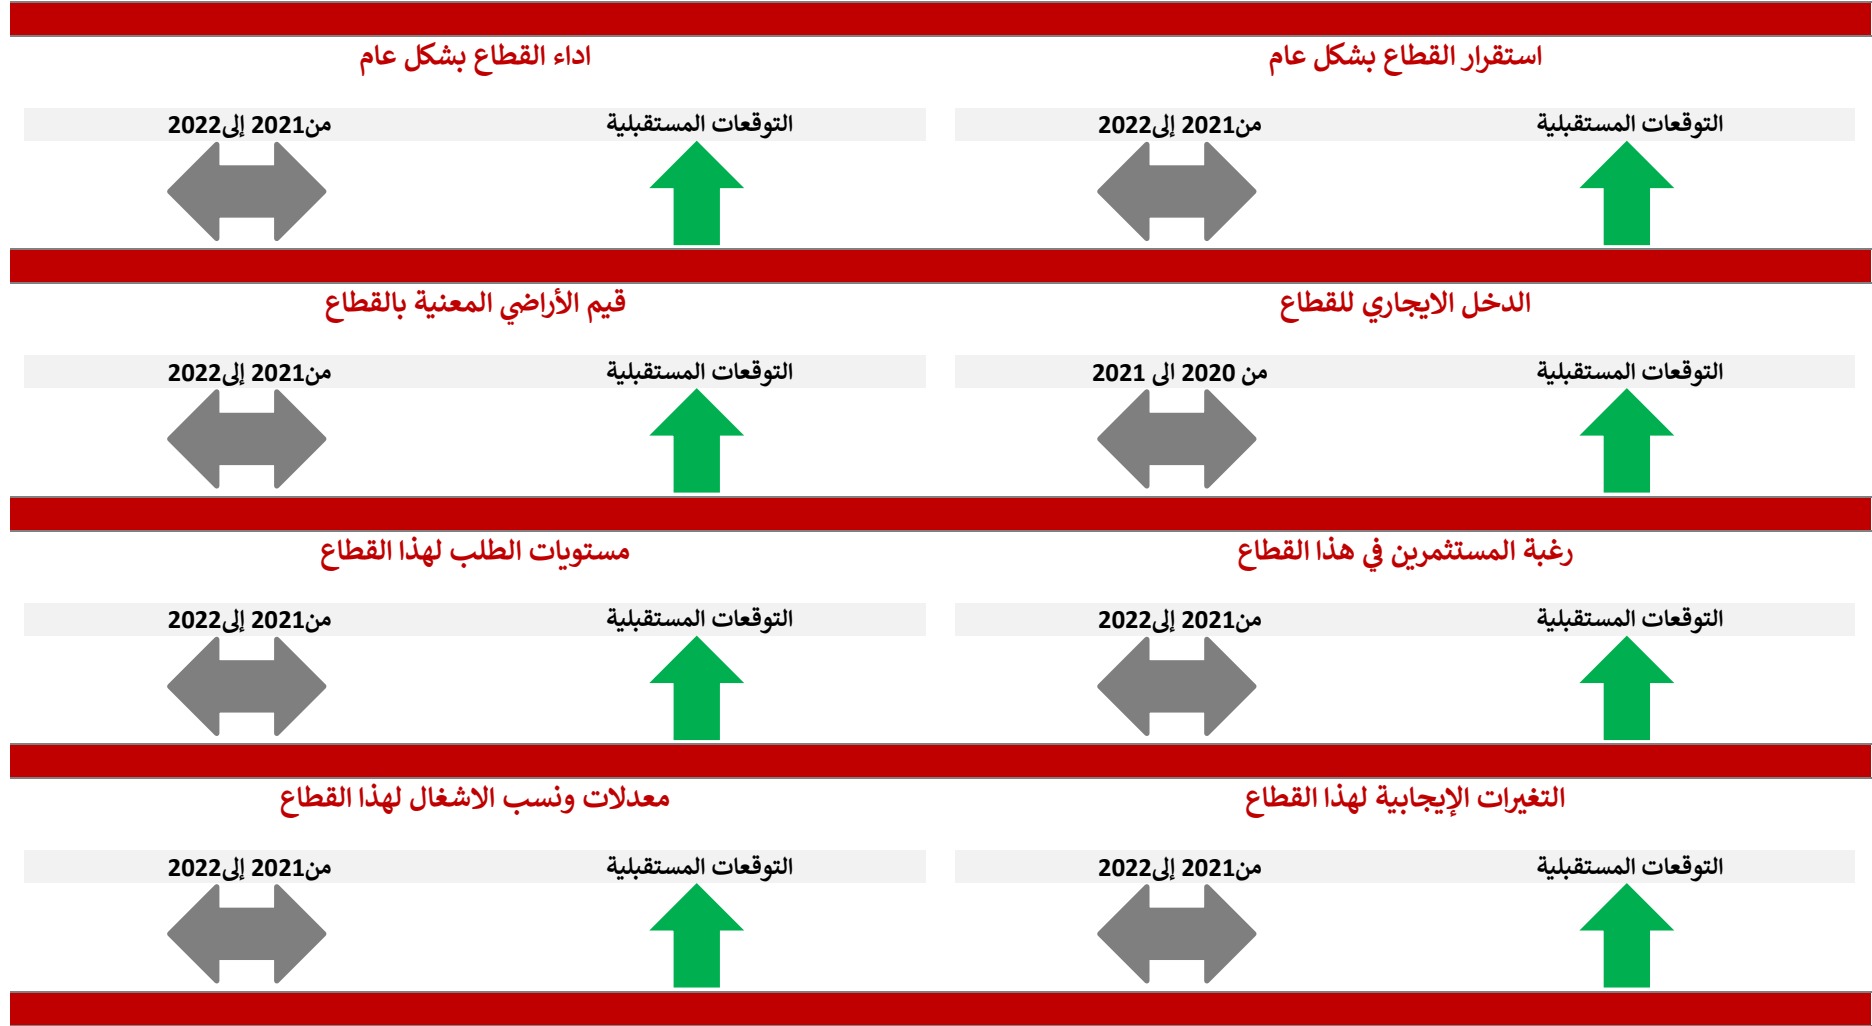 استقرار القطاع بشكل عام
التوقعات المستقبلية
من2021 إلى2022
اداء القطاع بشكل عام
التوقعات المستقبلية
من2021 إلى2022
الدخل الايجاري للقطاع
التوقعات المستقبلية
من 2020 الى 2021
قيم الأراضي المعنية بالقطاع
التوقعات المستقبلية
من2021 إلى2022
رغبة المستثمرين في هذا القطاع
التوقعات المستقبلية
من2021 إلى2022
مستويات الطلب لهذا القطاع
التوقعات المستقبلية
من2021 إلى2022
التغيرات الإيجابية لهذا القطاع
التوقعات المستقبلية
من2021 إلى2022
معدلات ونسب الاشغال لهذا القطاع
التوقعات المستقبلية
من2021 إلى2022